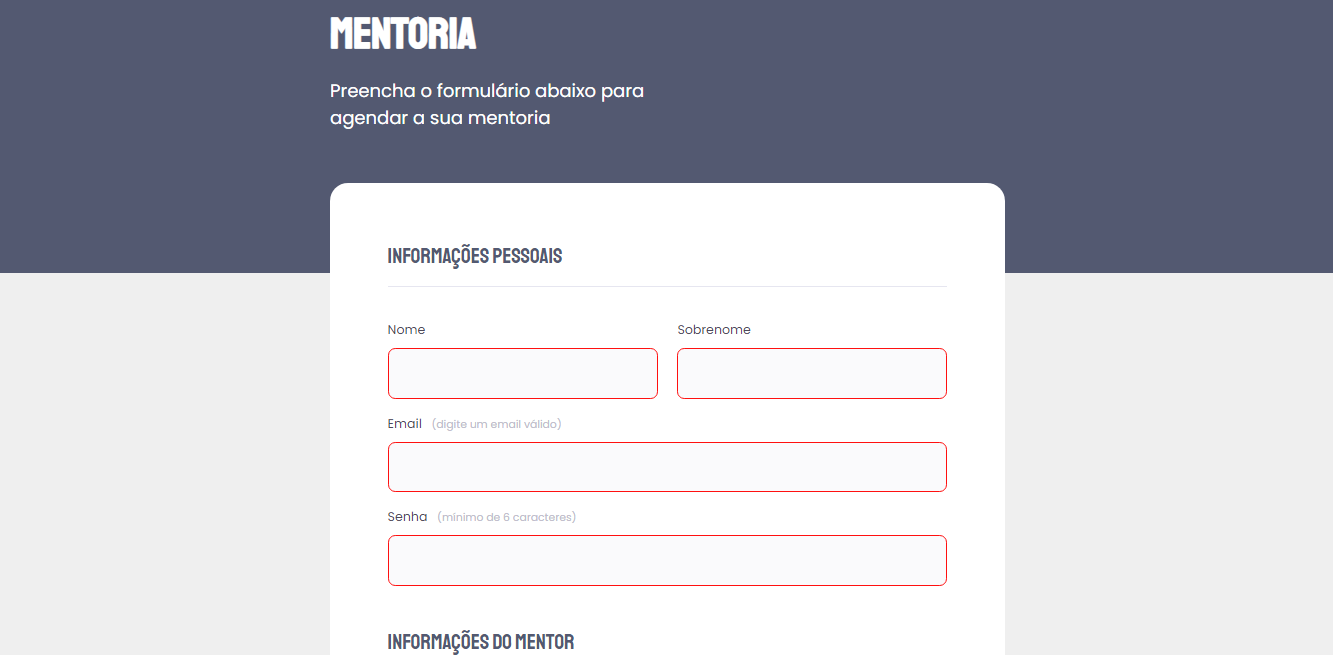 MENTORIA
Preencha o formulário abaixo para
agendar a sua mentoria
INFORMAÇÕES PESSOAIS
Nome Sobrenome
Email (digite um email válido)
Senha (mínimo de 6 caracteres)
INFORMAÇÕES DO MENTOR